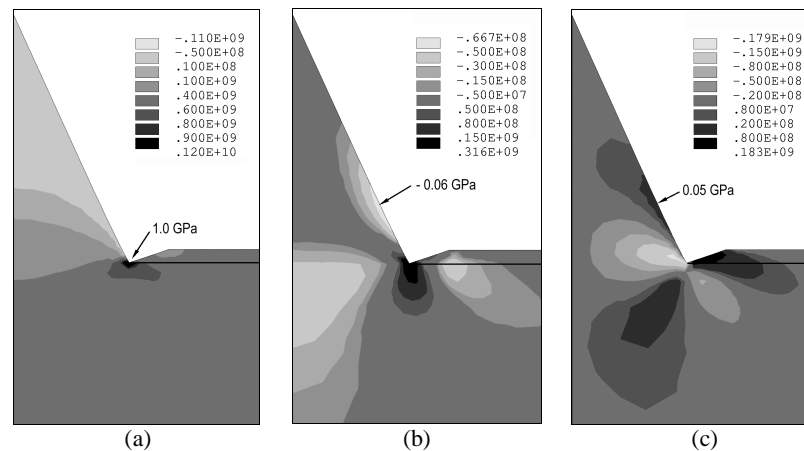 -.110E+09
-.500E+08
.100E+08
.100E+09
.400E+09
.600E+09
.900E+09
.120E+10
1.0 GPa
(a)
-.667E+08
-.500E+08
-.300E+08
-.150E+08
-.500E+07
.500E+08
.800E+08
.150E+09
.316E+09
- 0.06 GPa
(b)
-.179E+09
-.150E+09
-.800E+08
-.500E+08
-.200E+08
.800E+07
.200E+08
.800E+08
.183E+09
0.05 GPa
(c)